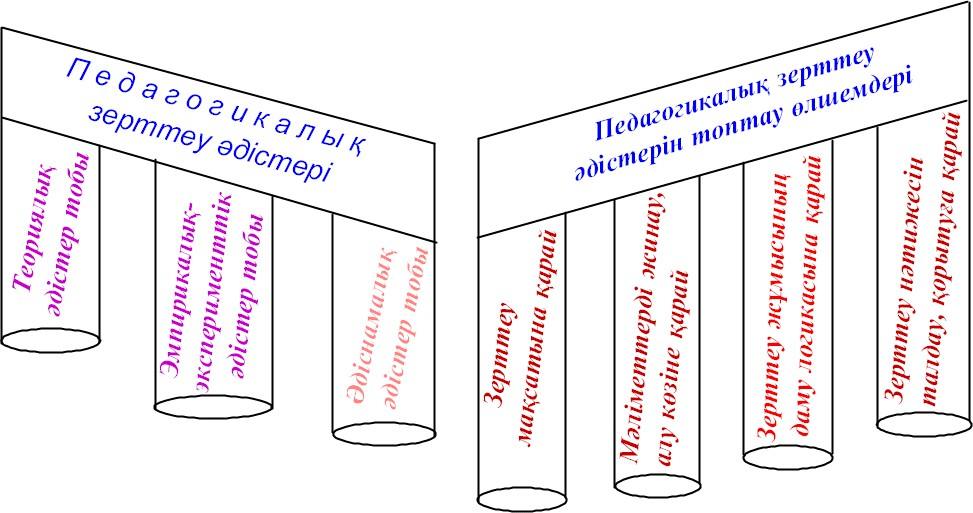 Педагогикалық
зерттеу әдістері
Теориялық
әдістер тобы
Эмпирикалық-
эксперименттік
әдістер тобы
Әдіснамалық
әдістер тобы
Педагогикалық зерттеу
әдістерін топтау өлшемдері
Зерттеу
мақсатына қарай
Мәліметтерді жинау,
алу көзіне қарай
Зерттеу жұмысының
даму логикасына қарай
Зерттеу нәтижесін
талдау, қорытуға қарай